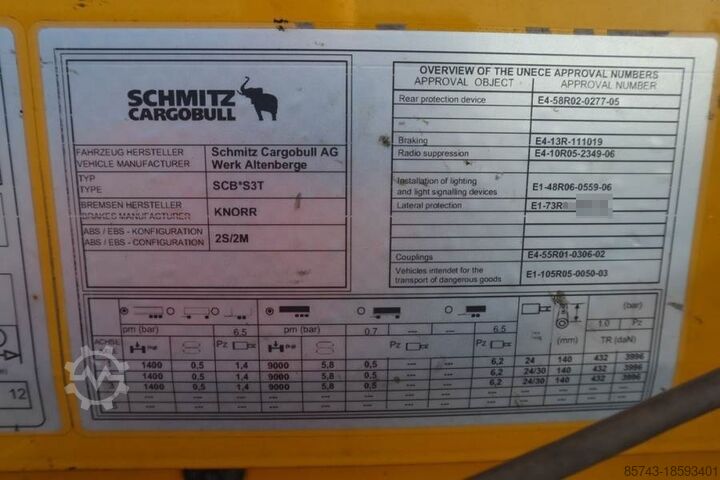 SCHMITZ
CARGOBULL
FAHRZEUG HERSTELLER
VEHICLE MANUFACTURER
Schmitz Cargobull AG
Werk Altenberge
TYP
TYPE
SCB*S3T
BREMSEN HERSTELLER
BRAKES MANUFACTURER
KNORR
ABS / EBS - KONFIGURATION
ABS / EBS - CONFIGURATION
2S/2M
OVERVIEW OF THE UNECE APPROVAL NUMBERS
APPROVAL OBJECT APPROVAL NUMBER
Rear protection device E4-58R02-0277-05
Braking E4-13R-111019
Radio suppression E4-10R05-2349-06
Installation of lighting
and light signalling devices E1-48R06-0559-06
Lateral protection E1-73R
Couplings E4-55R01-0306-02
Vehicles intendet for the
transport of dangerous goods E1-105R05-0050-03
(bar)
pm (bar) 6.5 pm (bar) 0.7 --- --- 6.5 1.0 Pz
ACHSE Pz Pz Pz (mm) TR (daN)
1400 0,5 1,4 9000 5.8 0,5 --- --- 6,2 24 140 432 3996
1400 0,5 1,4 9000 5.8 0,5 --- --- 6,2 24/30 140 432 3996
1400 0,5 1,4 9000 5.8 0,5 --- --- 6,2 24/30 140 432 3996
12
85743-18593401